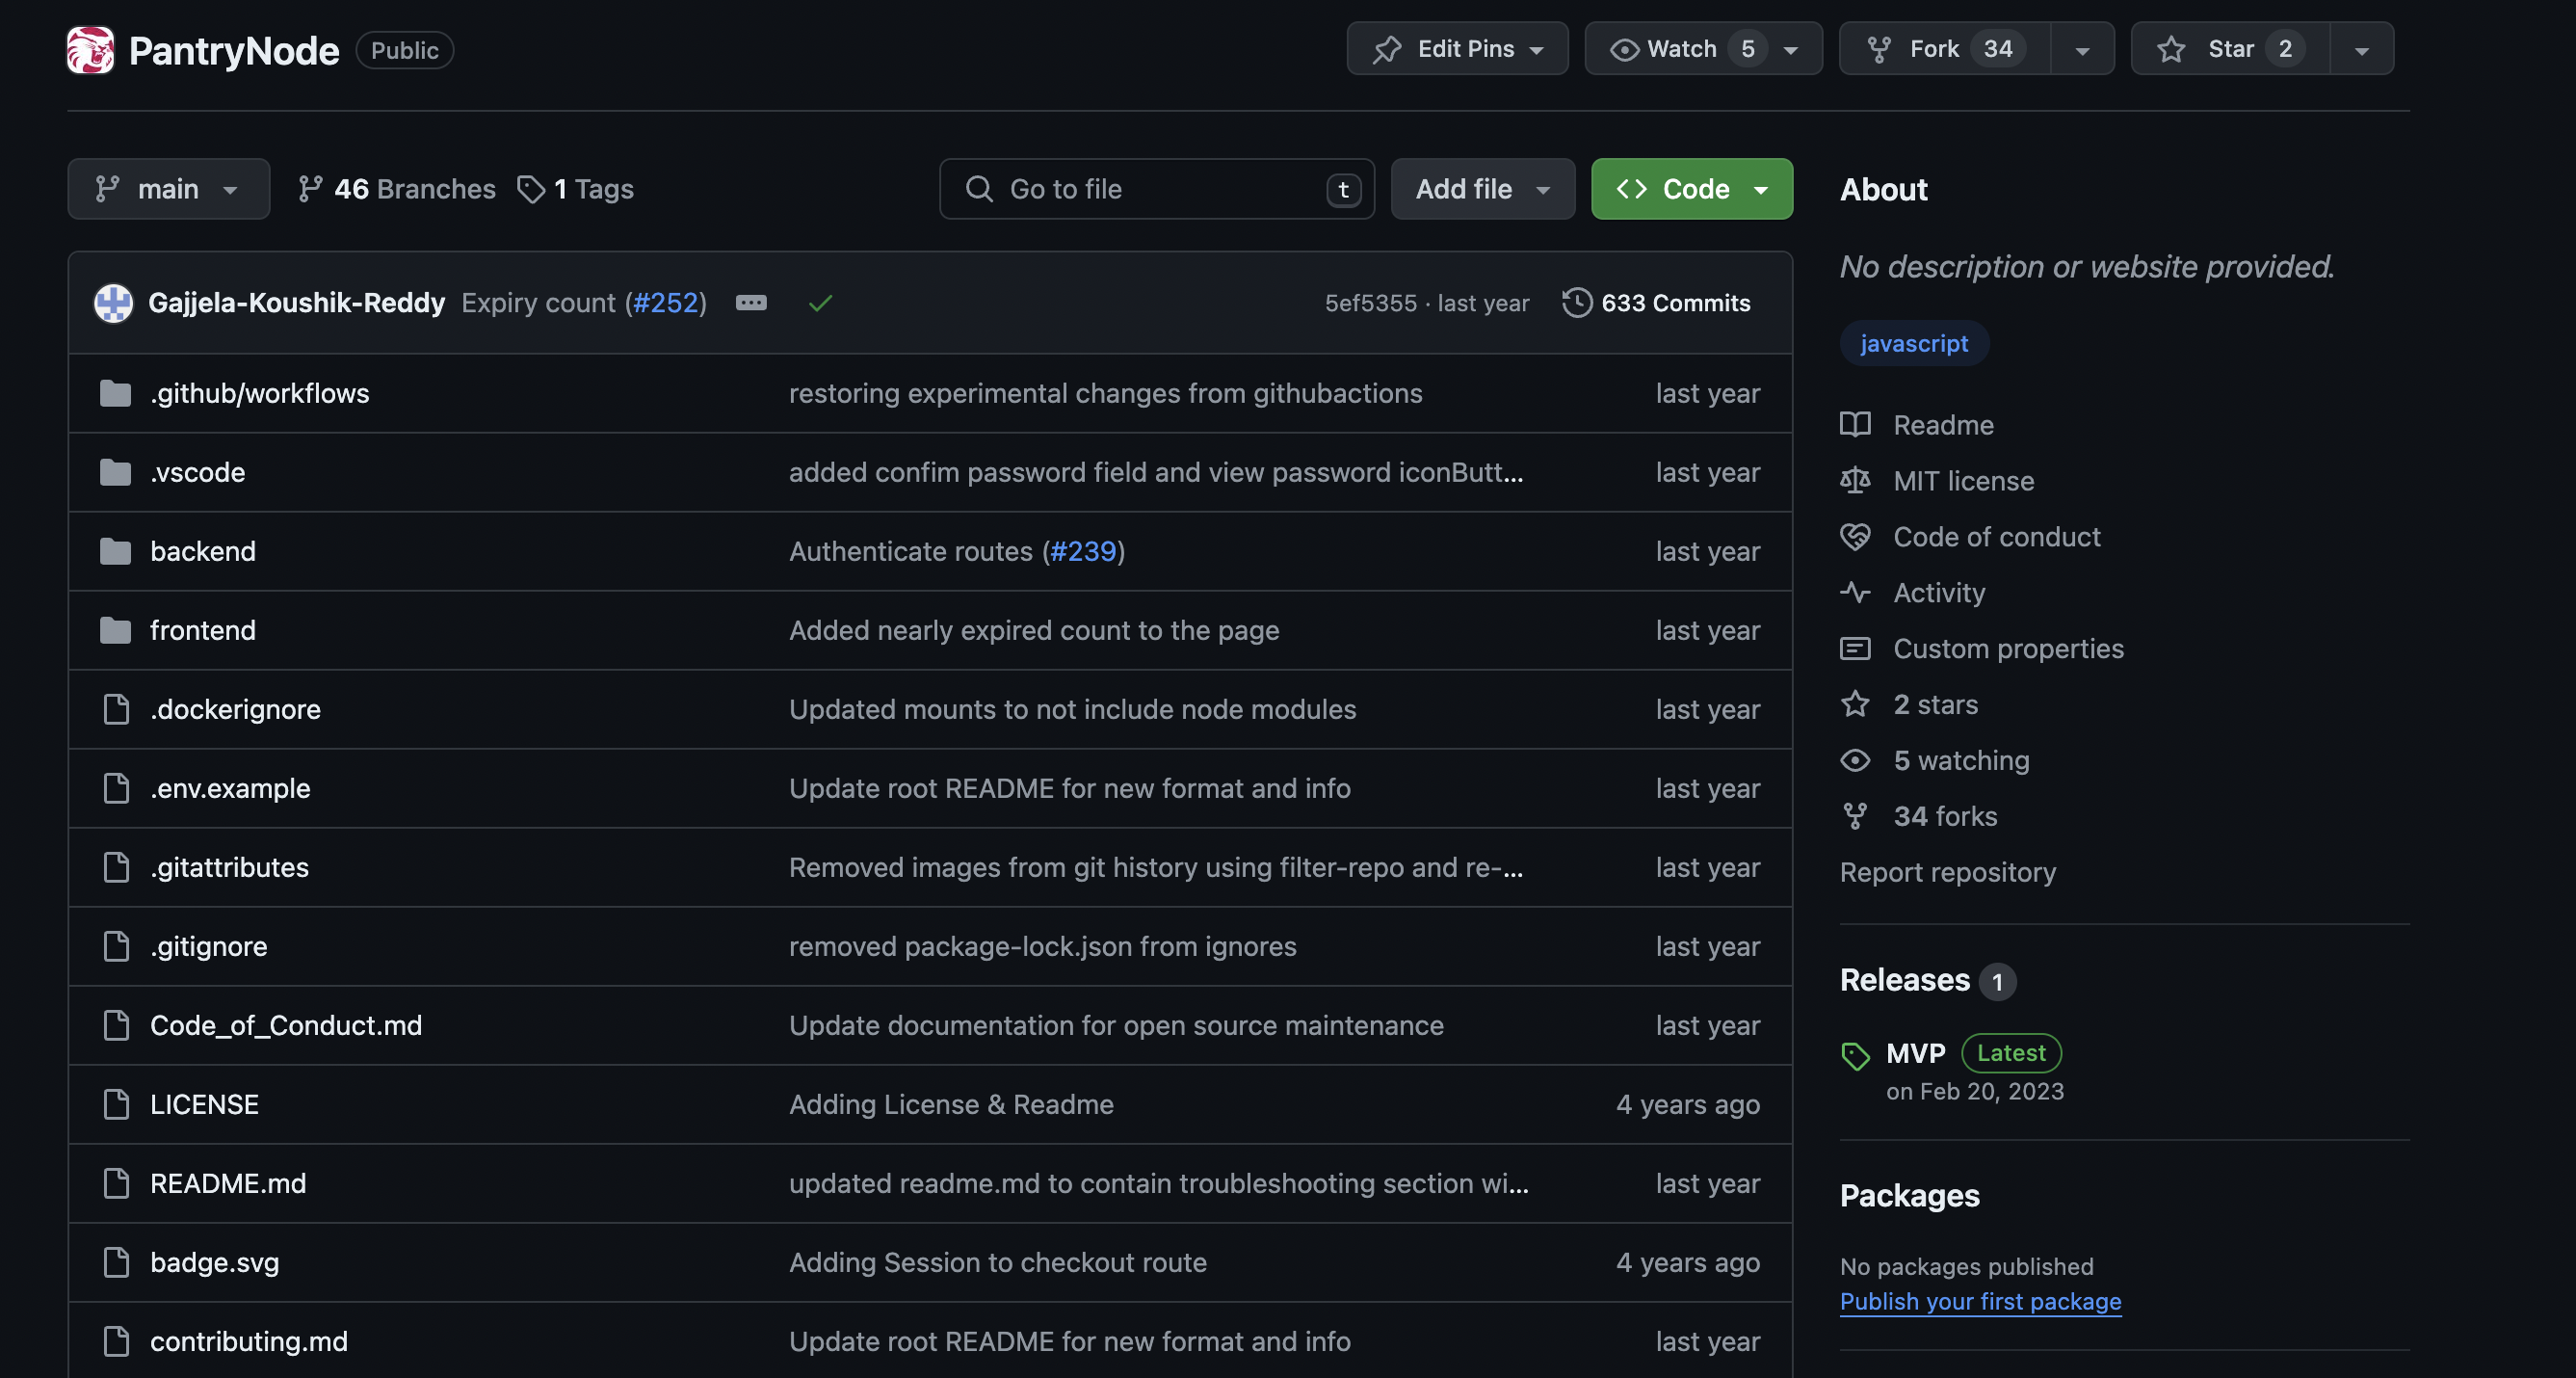 PantryNode Public Edit Pins Watch 5 Fork 34 Star 2
main 46 Branches 1 Tags Go to file t Add file Code
Gajjela-Koushik-Reddy Expiry count (#252) 5ef5355 · last year 633 Commits
.github/workflows restoring experimental changes from githubactions last year
.vscode added confim password field and view password iconButt... last year
backend Authenticate routes (#239) last year
frontend Added nearly expired count to the page last year
.dockerignore Updated mounts to not include node modules last year
.env.example Update root README for new format and info last year
.gitattributes Removed images from git history using filter-repo and re-... last year
.gitignore removed package-lock.json from ignores last year
Code_of_Conduct.md Update documentation for open source maintenance last year
LICENSE Adding License & Readme 4 years ago
README.md updated readme.md to contain troubleshooting section wi... last year
badge.svg Adding Session to checkout route 4 years ago
contributing.md Update root README for new format and info last year
About
No description or website provided.
javascript
Readme
MIT license
Code of conduct
Activity
Custom properties
2 stars
5 watching
34 forks
Report repository
Releases 1
MVP Latest
on Feb 20, 2023
Packages
No packages published
Publish your first package